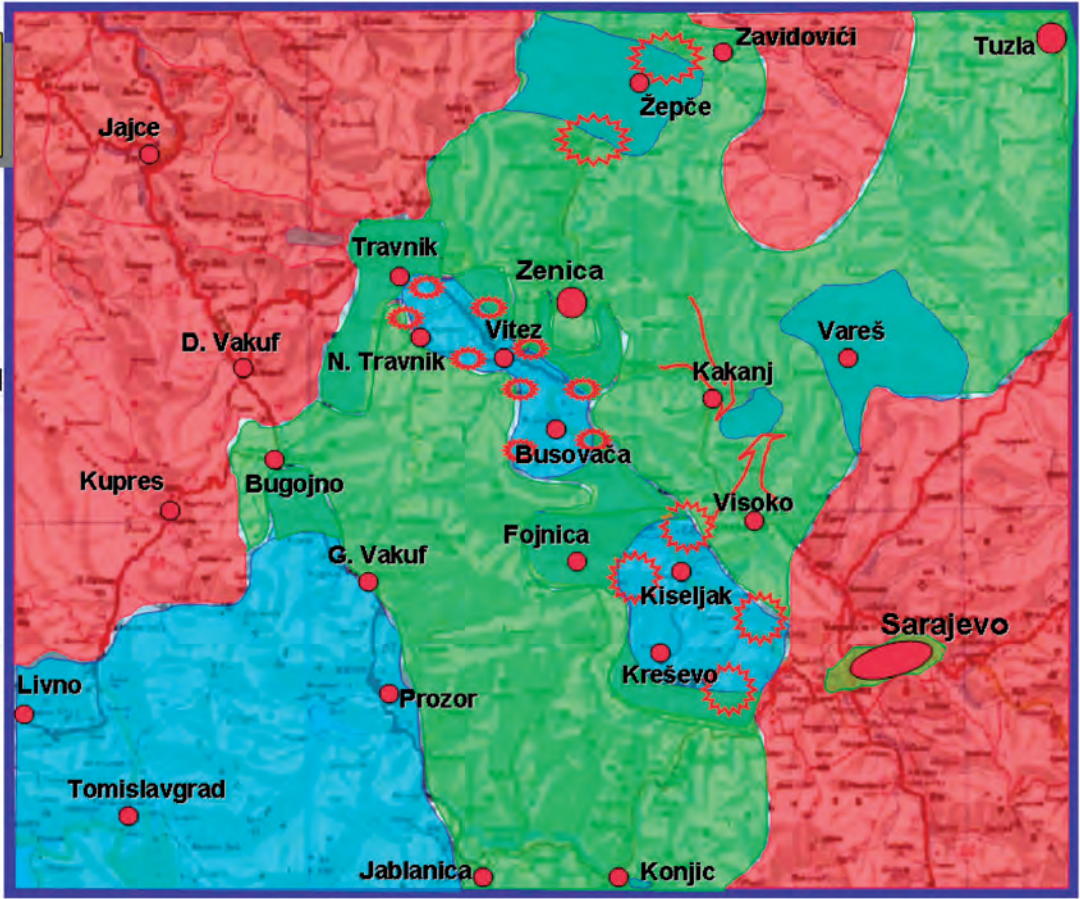 Zavidovići
Tuzla
Žepče
Jajce
Travnik
Zenica
Vitez
N. Travnik
D. Vakuf
Vareš
Kakanj
Busovača
Kupres
Bugojno
Visoko
Fojnica
G. Vakuf
Kiseljak
Sarajevo
Kreševo
Livno
Prozor
Tomislavgrad
Jablanica
Konjic